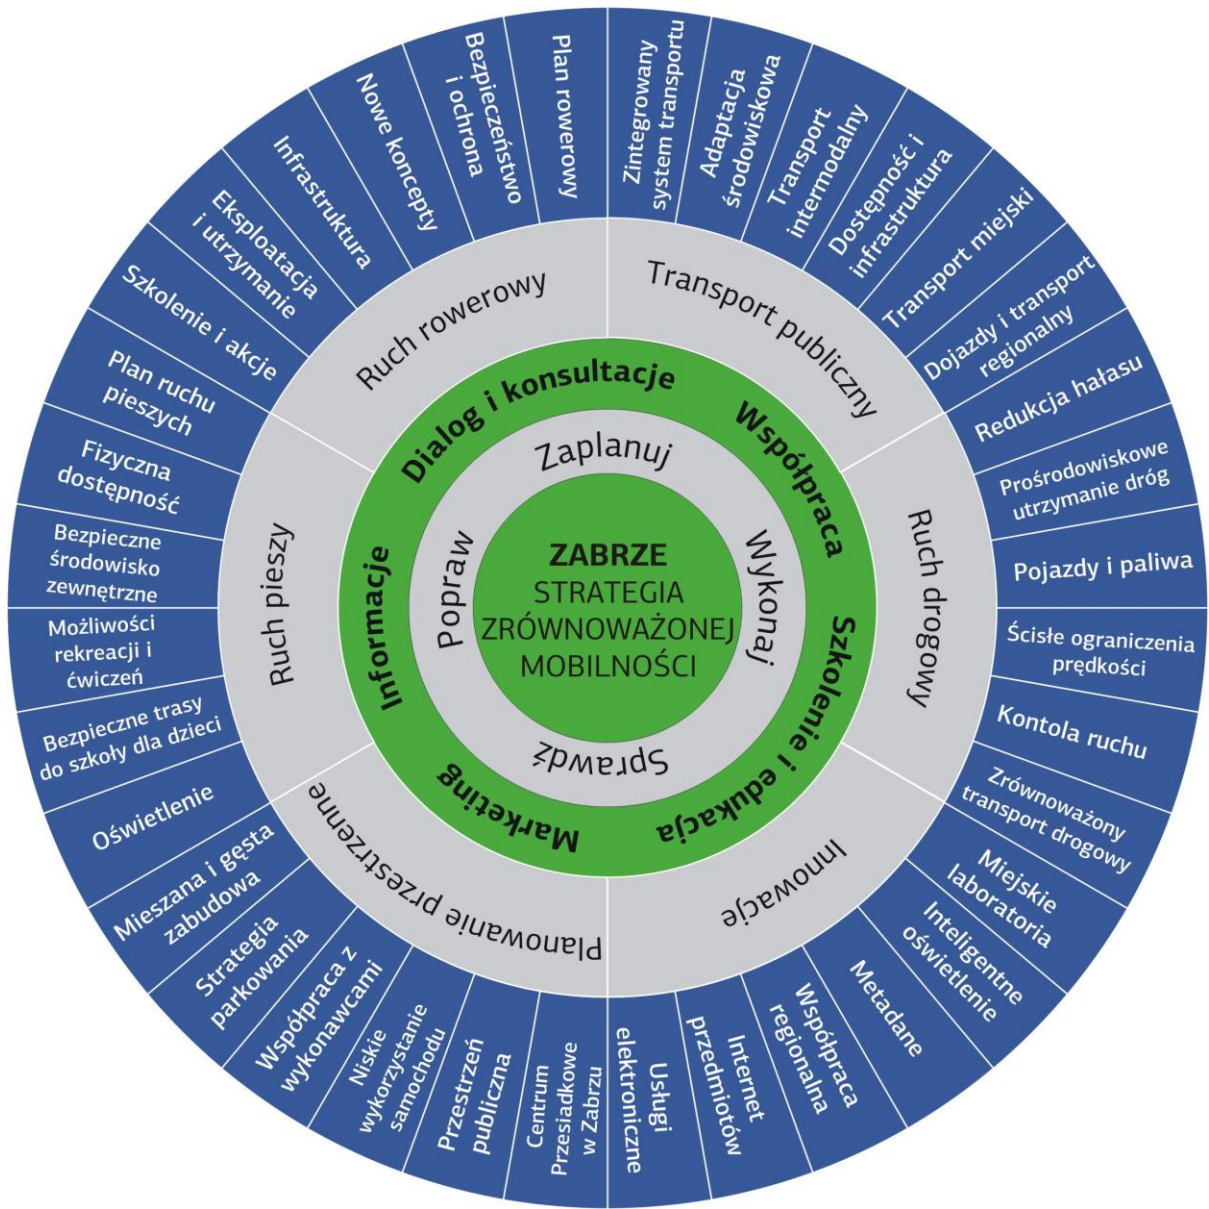 ZABRZE
STRATEGIA
ZRÓWNOWAŻONEJ
MOBILNOŚCI
Zaplanuj
Wykonaj
Sprawdź
Popraw
Dialog i konsultacje
Współpraca
Szkolenie i edukacja
Marketing
Informacje
Transport publiczny
Zintegrowany
system transportu
Adaptacja
środowiskowa
Transport
intermodalny
Dostępność i
infrastruktura
Transport miejski
Dojazdy i transport
regionalny
Ruch drogowy
Redukcja hałasu
Prośrodowiskowe
utrzymanie dróg
Pojazdy i paliwa
Ścisłe ograniczenia
prędkości
Kontola ruchu
Zrównoważony
transport drogowy
Innowacje
Miejskie
laboratoria
Inteligentne
oświetlenie
Metadane
Współpraca
regionalna
Internet
przedmiotów
Usługi
elektroniczne
Planowanie przestrzenne
Centrum
Przesiadkowe
w Zabrzu
Przestrzeń
publiczna
Niskie
wykorzystanie
samochodu
Współpraca z
wykonawcami
Strategia
parkowania
Mieszana i gęsta
zabudowa
Ruch pieszy
Oświetlenie
Bezpieczne trasy
do szkoły dla dzieci
Możliwości
rekreacji i
ćwiczeń
Bezpieczne
środowisko
zewnętrzne
Fizyczna
dostępność
Plan ruchu
pieszych
Ruch rowerowy
Szkolenie i akcje
Eksploatacja
i utrzymanie
Infrastruktura
Nowe koncepty
Bezpieczeństwo
i ochrona
Plan rowerowy